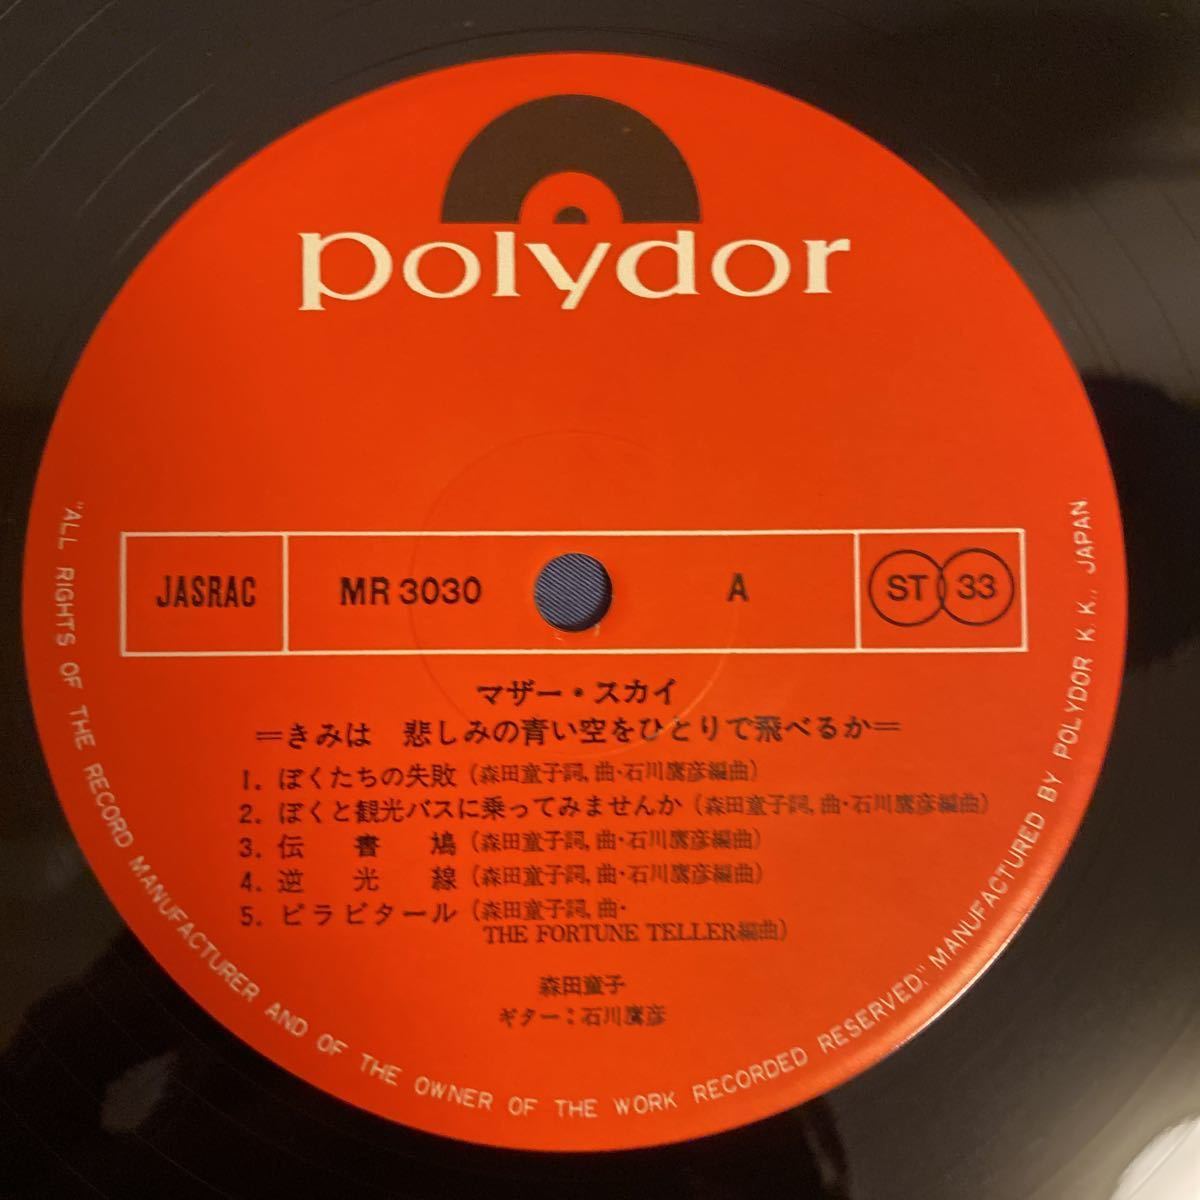 polydor
JASRAC MR 3030 A ST 33
マザー・スカイ
=きみは 悲しみの青い空をひとりで飛べるか=
1. ぼくたちの失敗 (森田童子詞, 曲・石川鷹彦編曲)
2. ぼくと観光バスに乗ってみませんか (森田童子詞, 曲・石川鷹彦編曲)
3. 伝書鳩 (森田童子詞, 曲・石川鷹彦編曲)
4. 逆光線 (森田童子詞, 曲・石川鷹彦編曲)
5. ピラビタール (森田童子詞, 曲・
THE FORTUNE TELLER編曲)
森田童子
ギター：石川鷹彦
"ALL RIGHTS OF THE RECORD MANUFACTURER AND OF THE OWNER OF THE WORK RECORDED RESERVED." MANUFACTURED BY POLYDOR K. K., JAPAN